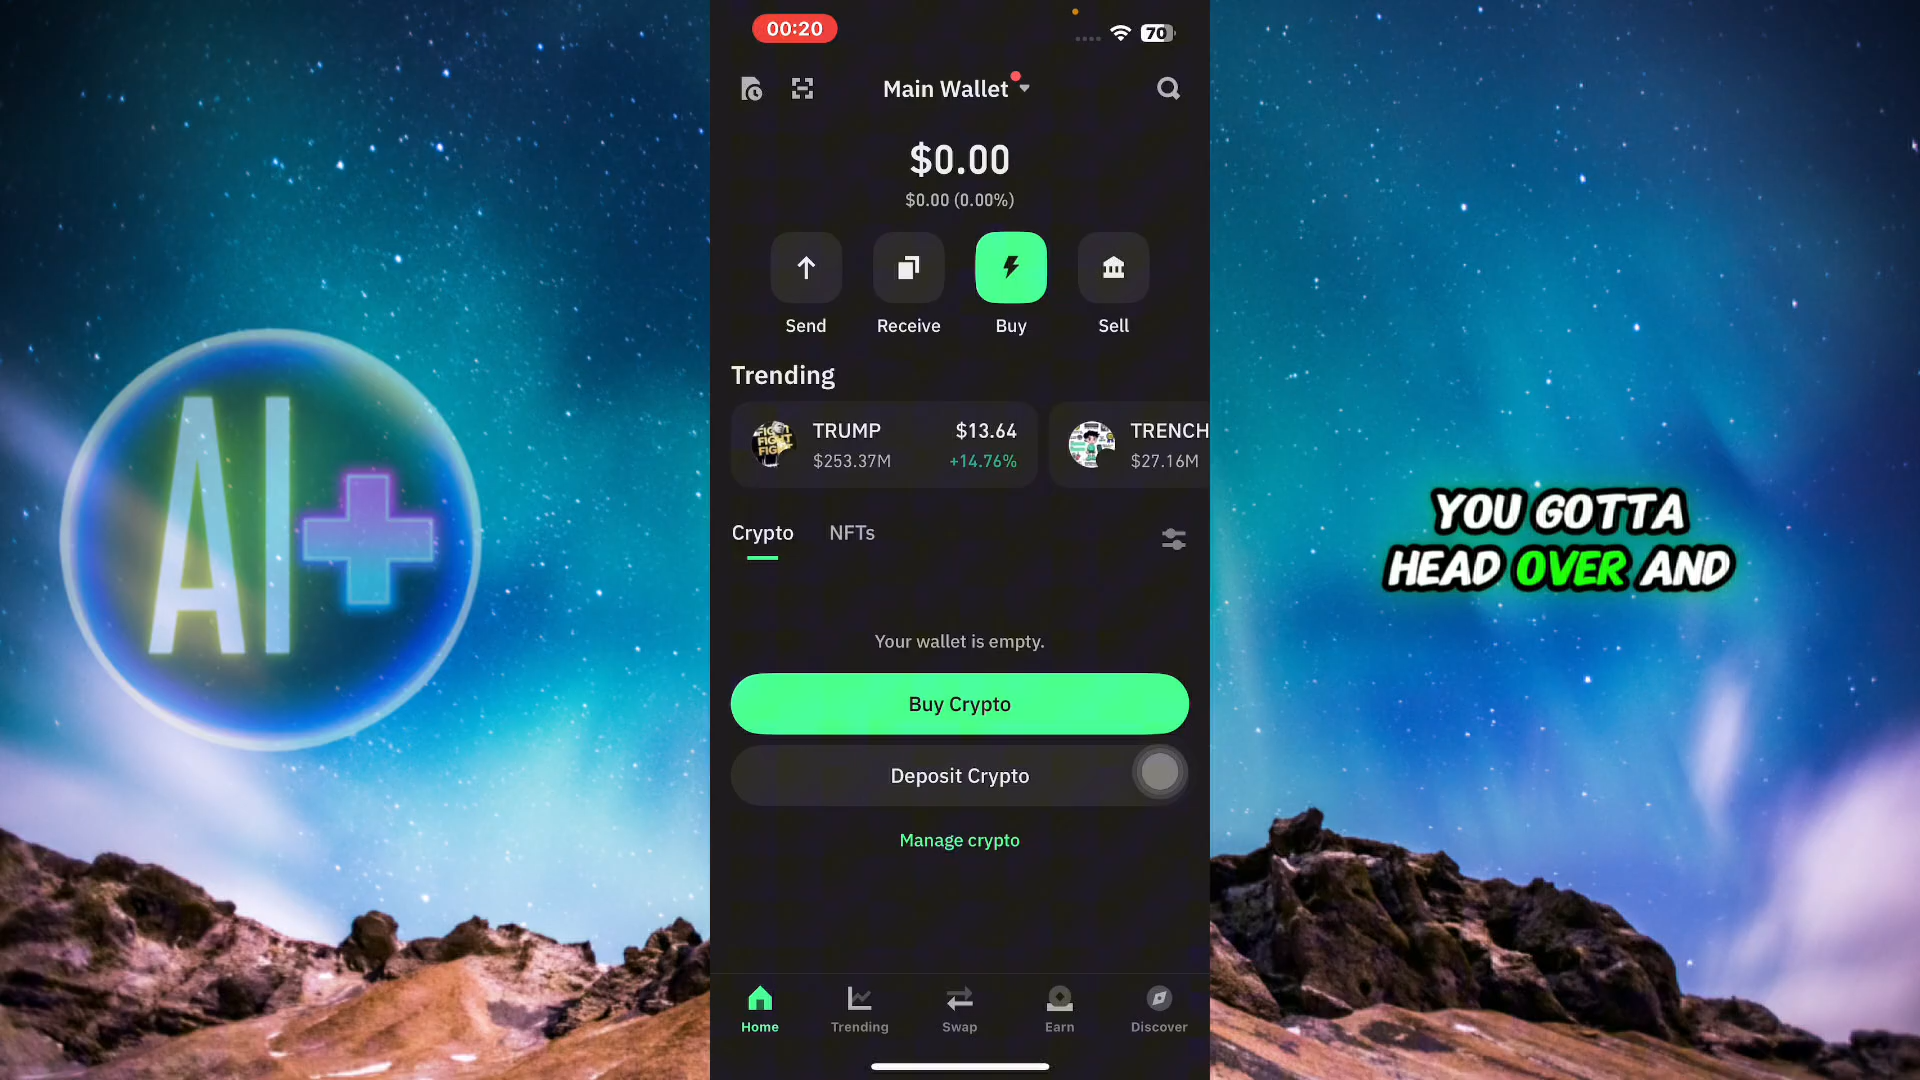 00:20
70
Main Wallet
$0.00
$0.00 (0.00%)
Send
Receive
Buy
Sell
Trending
TRUMP
$13.64
$253.37M
+14.76%
TRENCH
$27.16M
Crypto
NFTs
Your wallet is empty.
Buy Crypto
Deposit Crypto
Manage crypto
Home
Trending
Swap
Earn
Discover
AI+
YOU GOTTA
HEAD OVER AND